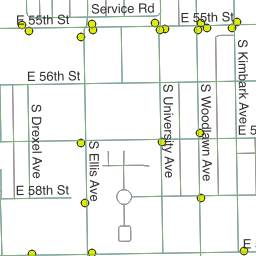 Service Rd
E 55th St
E 55th St
E 56th St
S Kimbark Ave
S Drexel Ave
S Ellis Ave
S University Ave
S Woodlawn Ave
E 58th St